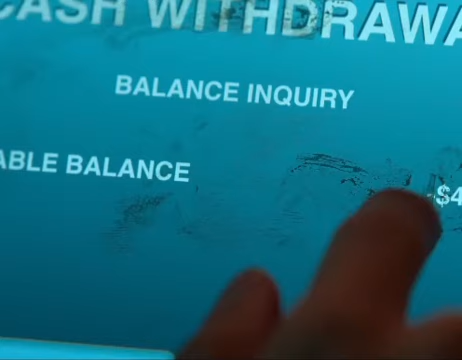 CASH WITHDRAWA
BALANCE INQUIRY
ABLE BALANCE
$4